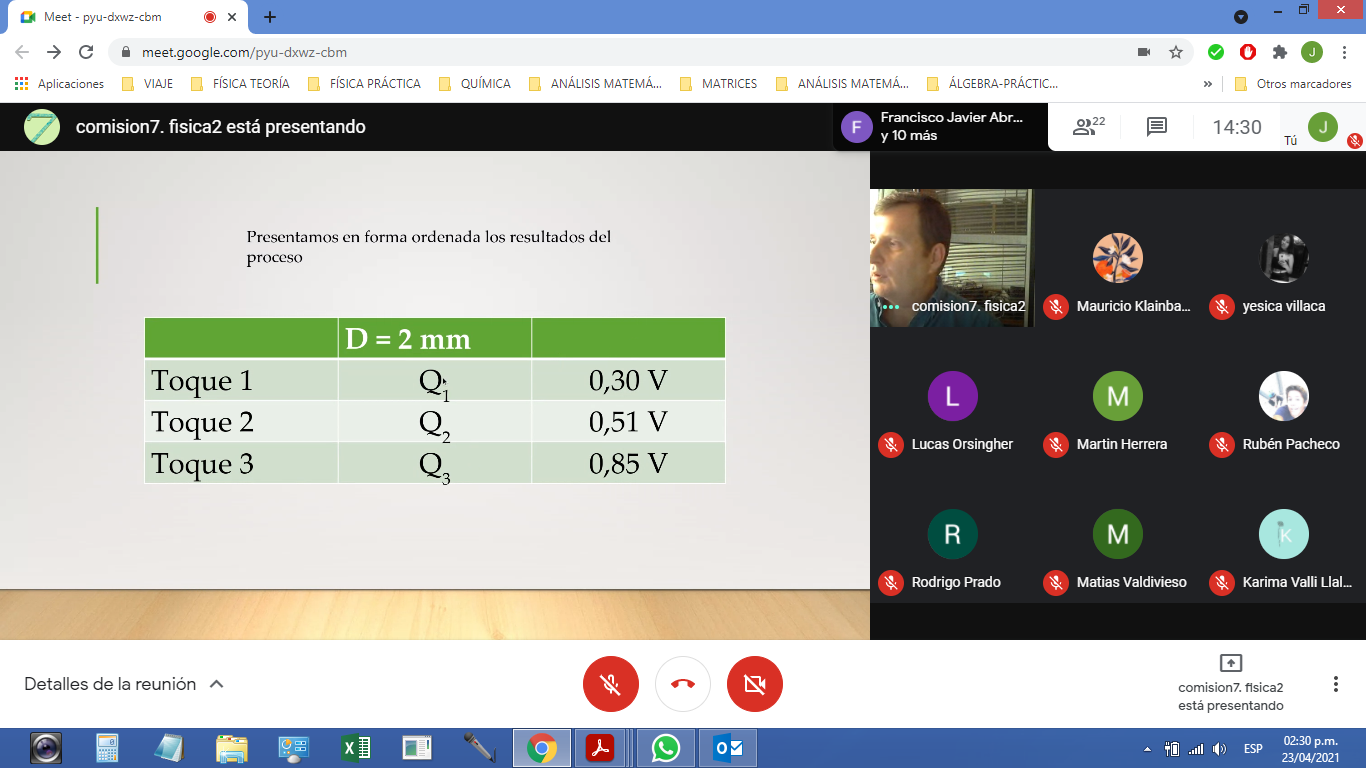 Meet - pyu-dxwz-cbm
meet.google.com/pyu-dxwz-cbm
J
Aplicaciones VIAJE FÍSICA TEORÍA FÍSICA PRÁCTICA QUÍMICA ANÁLISIS MATEMÁ... MATRICES ANÁLISIS MATEMÁ... ÁLGEBRA-PRÁCTIC... » Otros marcadores
7 comision7. fisica2 está presentando
F Francisco Javier Abr...
y 10 más
22
14:30
Tú J
Presentamos en forma ordenada los resultados del
proceso
D = 2 mm
Toque 1 Q1 0,30 V
Toque 2 Q2 0,51 V
Toque 3 Q3 0,85 V
comision7. fisica2 Mauricio Klainba... yesica villaca
L M
Lucas Orsingher Martin Herrera Rubén Pacheco
R M K
Rodrigo Prado Matias Valdivieso Karima Valli Llal...
Detalles de la reunión
comision7. fisica2
está presentando
ESP
02:30 p.m.
23/04/2021